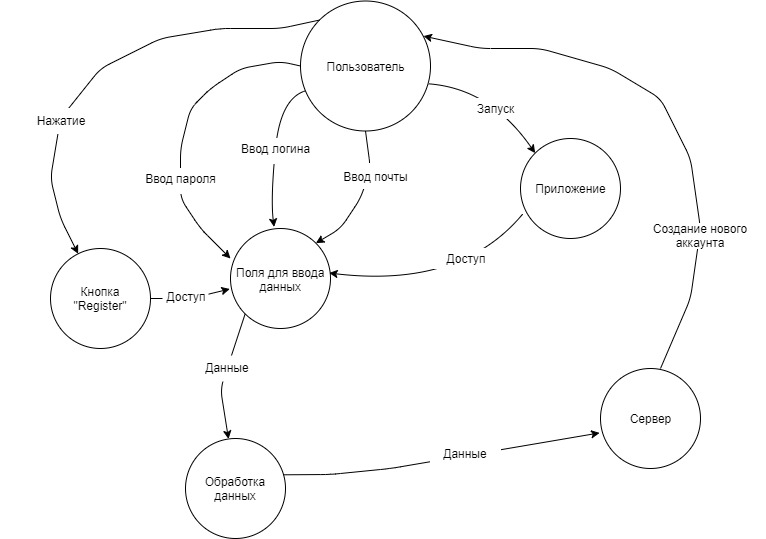 Пользователь
Запуск
Нажатие
Ввод логина
Ввод пароля
Ввод почты
Приложение
Создание нового
аккаунта
Доступ
Поля для ввода
данных
Кнопка
"Register"
Доступ
Данные
Сервер
Данные
Обработка
данных